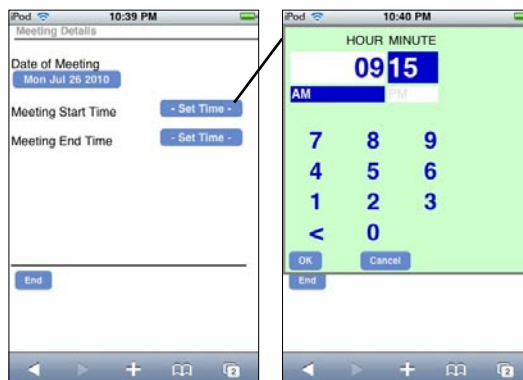 iPod 10:39 PM
Meeting Details
Date of Meeting
Mon Jul 26 2010
Meeting Start Time - Set Time -
Meeting End Time - Set Time -
End
2
iPod 10:40 PM
HOUR MINUTE
09 15
AM PM
7 8 9
4 5 6
1 2 3
< 0
OK Cancel
End
2